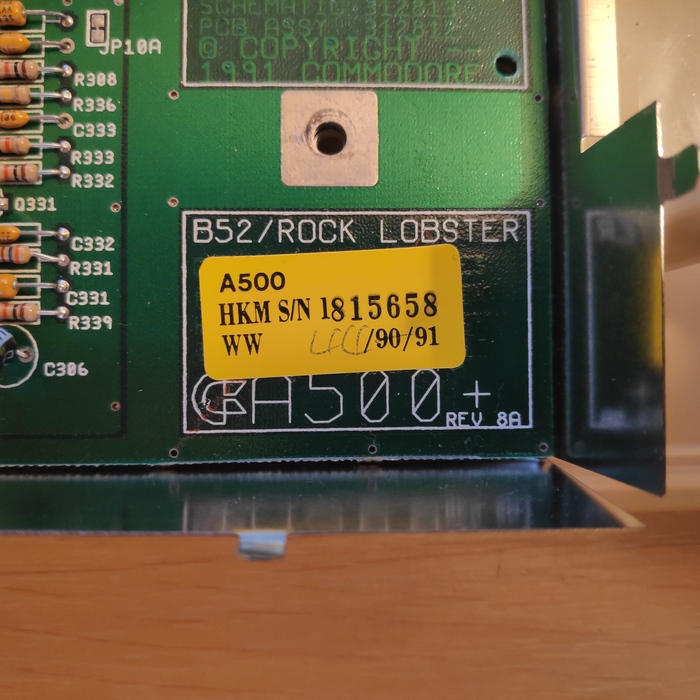 SCHEMATIC 312813
PCB ASSY 312812
© COPYRIGHT
1991 COMMODORE
JP10A
R308
R336
C333
R333
R332
Q331
C332
R331
C331
R339
C306
B52/ROCK LOBSTER
A500
HKM S/N 1815658
WW /90/91
A500+
REV 8A